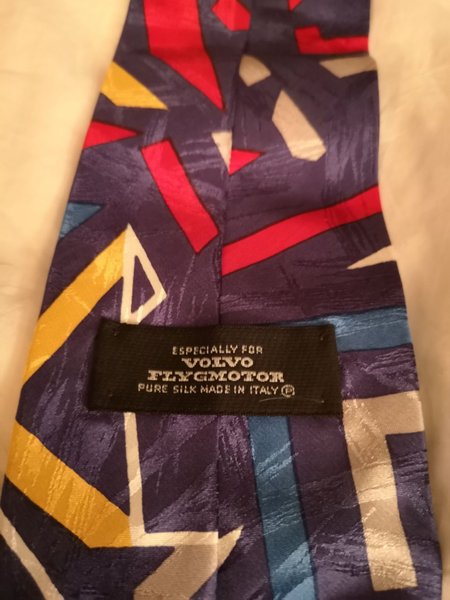 ESPECIALLY FOR
VOLVO
FLYGMOTOR
PURE SILK MADE IN ITALY Ⓟ